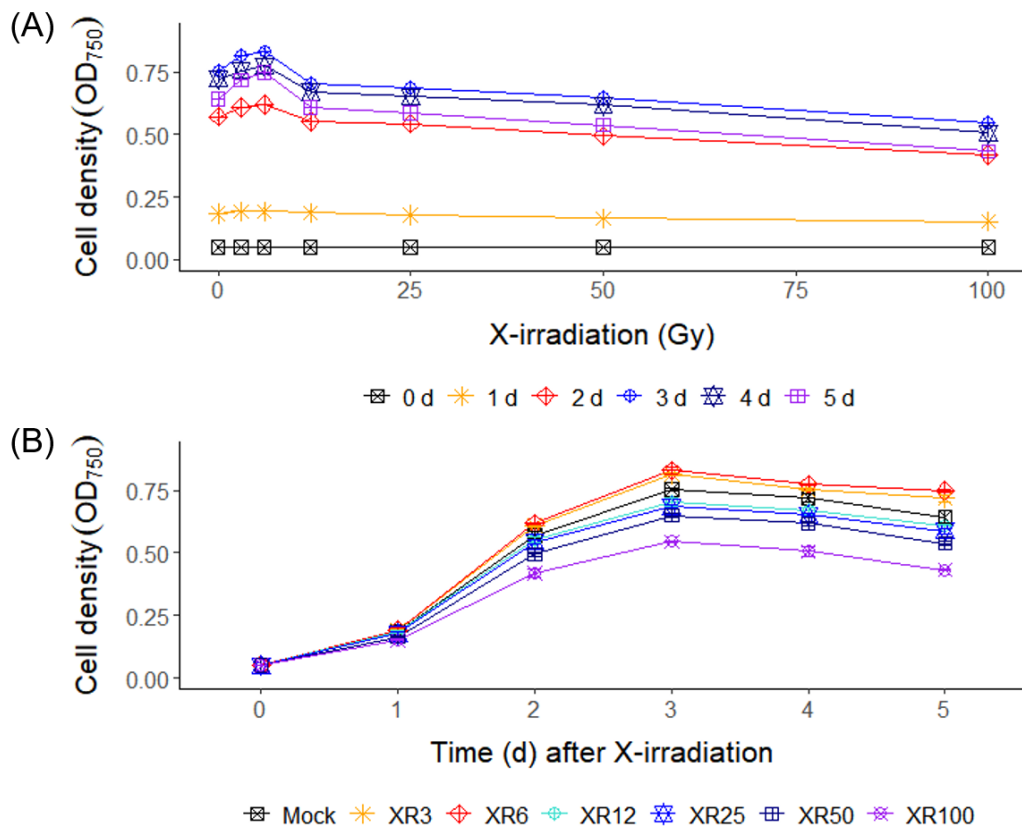 (A)
Cell density (OD750)
0.75
0.50
0.25
0.00
0 25 50 75 100
X-irradiation (Gy)
0 d 1 d 2 d 3 d 4 d 5 d
(B)
Cell density (OD750)
0.75
0.50
0.25
0.00
0 1 2 3 4 5
Time (d) after X-irradiation
Mock XR3 XR6 XR12 XR25 XR50 XR100